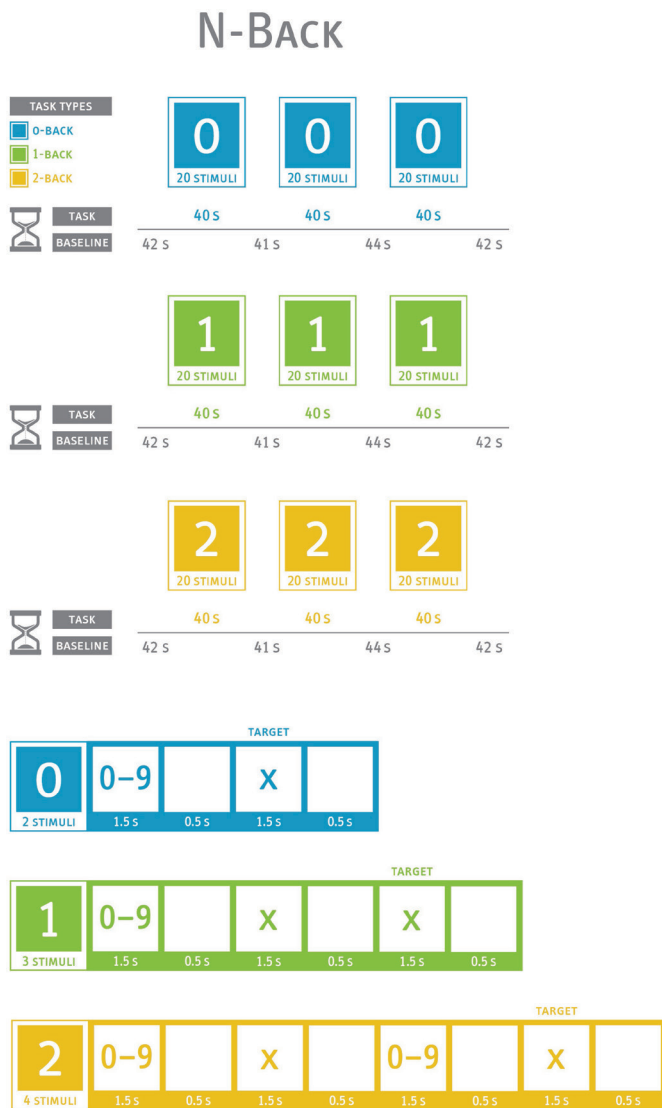 N-Back
TASK TYPES
0-BACK
1-BACK
2-BACK
0 0 0
20 STIMULI 20 STIMULI 20 STIMULI
TASK 40 s 40 s 40 s
BASELINE 42 s 41 s 44 s 42 s
1 1 1
20 STIMULI 20 STIMULI 20 STIMULI
TASK 40 s 40 s 40 s
BASELINE 42 s 41 s 44 s 42 s
2 2 2
20 STIMULI 20 STIMULI 20 STIMULI
TASK 40 s 40 s 40 s
BASELINE 42 s 41 s 44 s 42 s
TARGET
0 0–9 X
2 STIMULI 1.5 s 0.5 s 1.5 s 0.5 s
TARGET
1 0–9 X X
3 STIMULI 1.5 s 0.5 s 1.5 s 0.5 s 1.5 s 0.5 s
TARGET
2 0–9 X 0–9 X
4 STIMULI 1.5 s 0.5 s 1.5 s 0.5 s 1.5 s 0.5 s 1.5 s 0.5 s